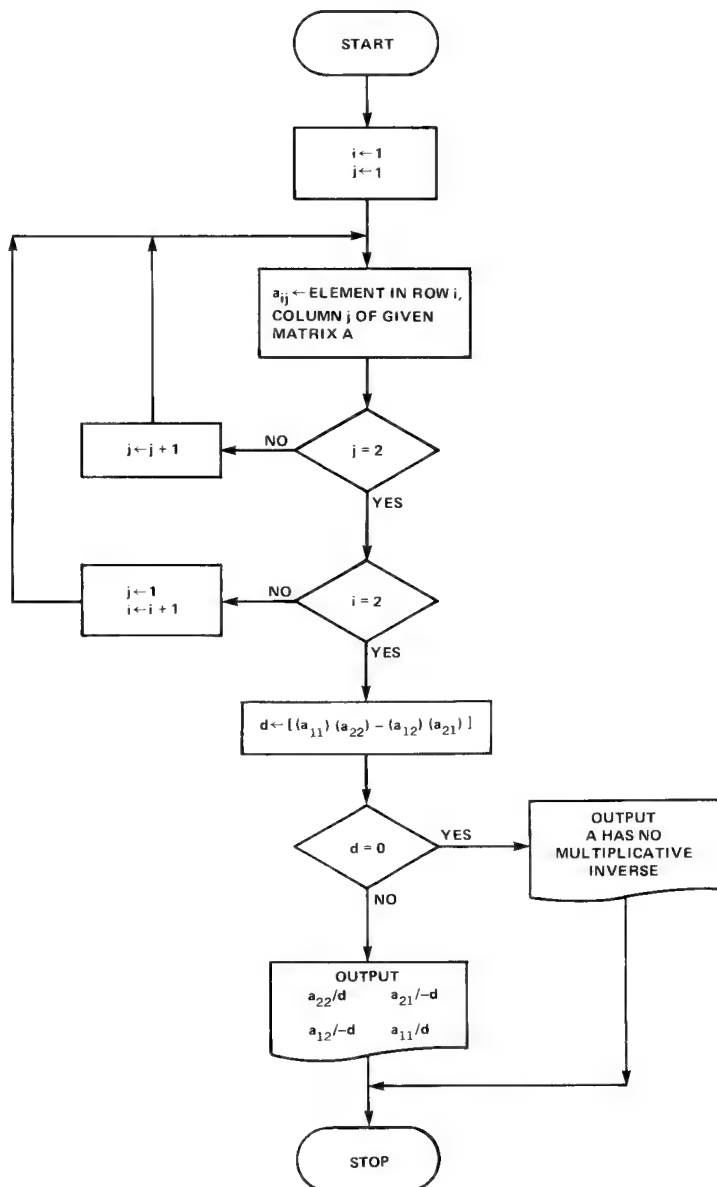 START
i ← 1
j ← 1
a_ij ← ELEMENT IN ROW i,
COLUMN j OF GIVEN
MATRIX A
j ← j + 1
NO
j = 2
YES
j ← 1
i ← i + 1
NO
i = 2
YES
d ← [ (a_11) (a_22) – (a_12) (a_21) ]
d = 0
YES
OUTPUT
A HAS NO
MULTIPLICATIVE
INVERSE
NO
OUTPUT
a_22/d a_21/–d
a_12/–d a_11/d
STOP